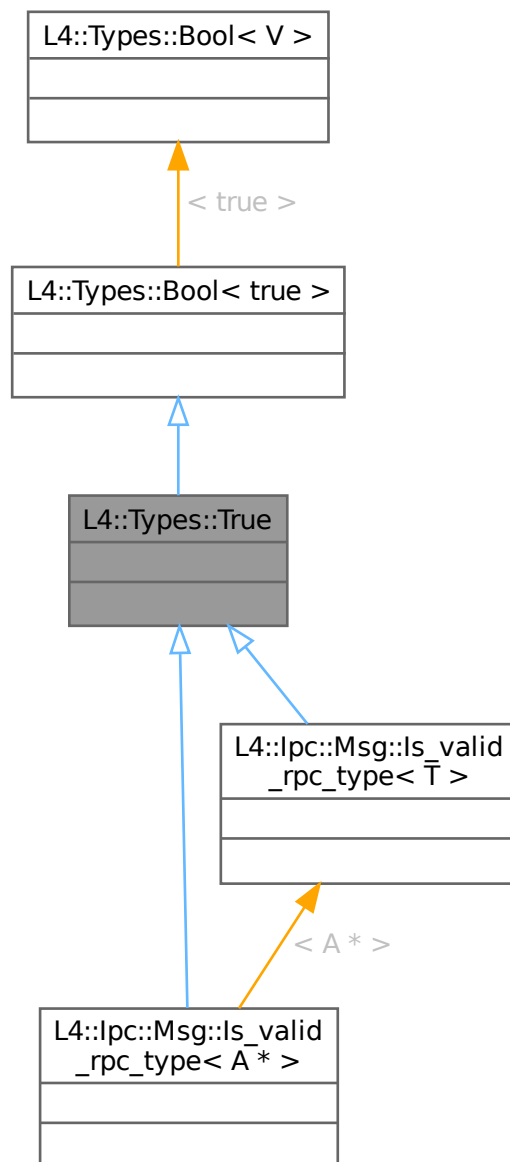 L4::Types::Bool< V >
< true >
L4::Types::Bool< true >
L4::Types::True
L4::Ipc::Msg::Is_valid
_rpc_type< T >
< A * >
L4::Ipc::Msg::Is_valid
_rpc_type< A * >